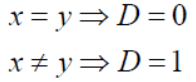 x = y ⇒ D = 0
x ≠ y ⇒ D = 1